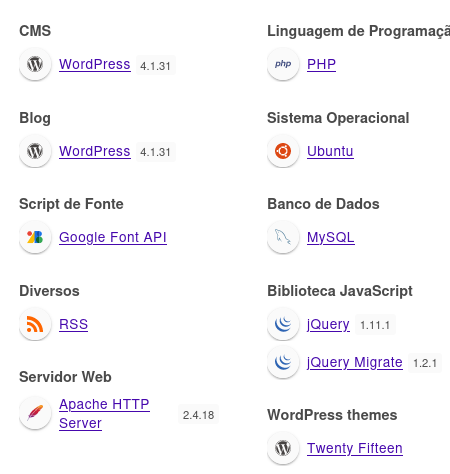 CMS
WordPress 4.1.31
Blog
WordPress 4.1.31
Script de Fonte
Google Font API
Diversos
RSS
Servidor Web
Apache HTTP
Server 2.4.18
Linguagem de Programaçã
php PHP
Sistema Operacional
Ubuntu
Banco de Dados
MySQL
Biblioteca JavaScript
jQuery 1.11.1
jQuery Migrate 1.2.1
WordPress themes
Twenty Fifteen